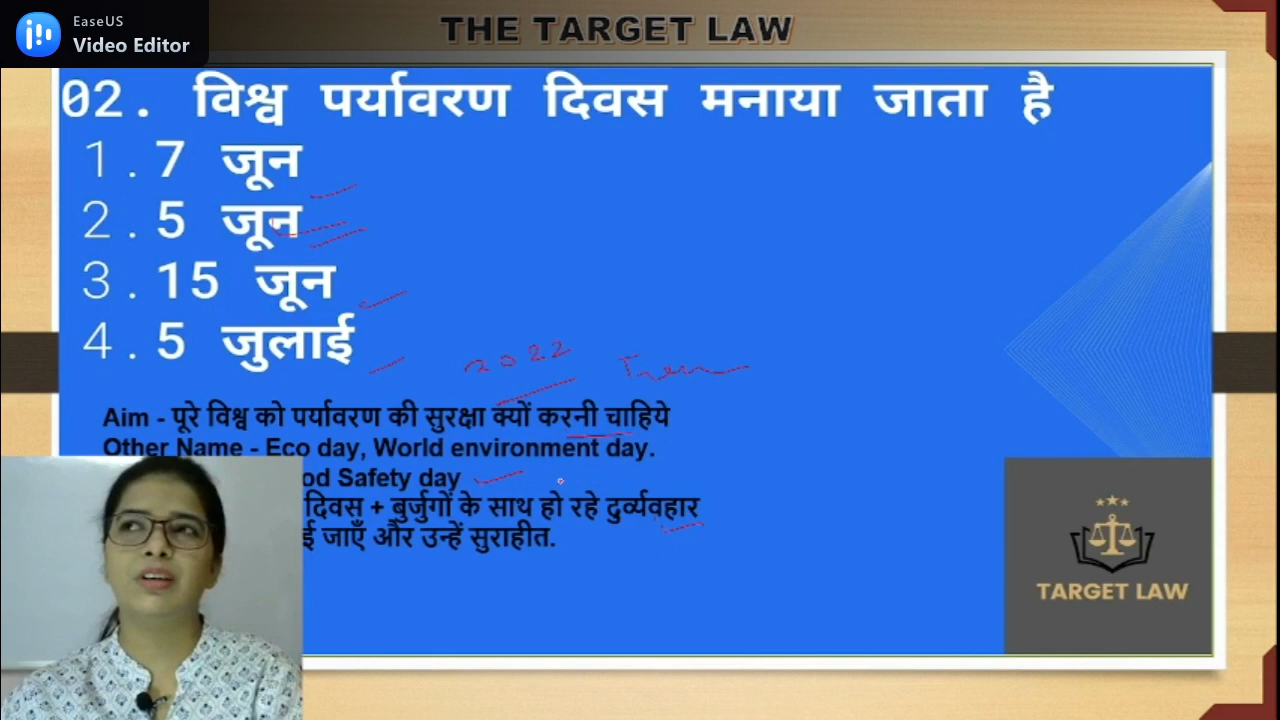 EaseUS
Video Editor
THE TARGET LAW
02. विश्व पर्यावरण दिवस मनाया जाता है
1.7 जून
2.5 जून
3.15 जून
4.5 जुलाई
2022
Aim - पूरे विश्व को पर्यावरण की सुरक्षा क्यों करनी चाहिये
Other Name - Eco day, World environment day.
od Safety day
दिवस + बुर्जुगों के साथ हो रहे दुर्व्यवहार
ई जाएँ और उन्हें सुराहीत.
TARGET LAW